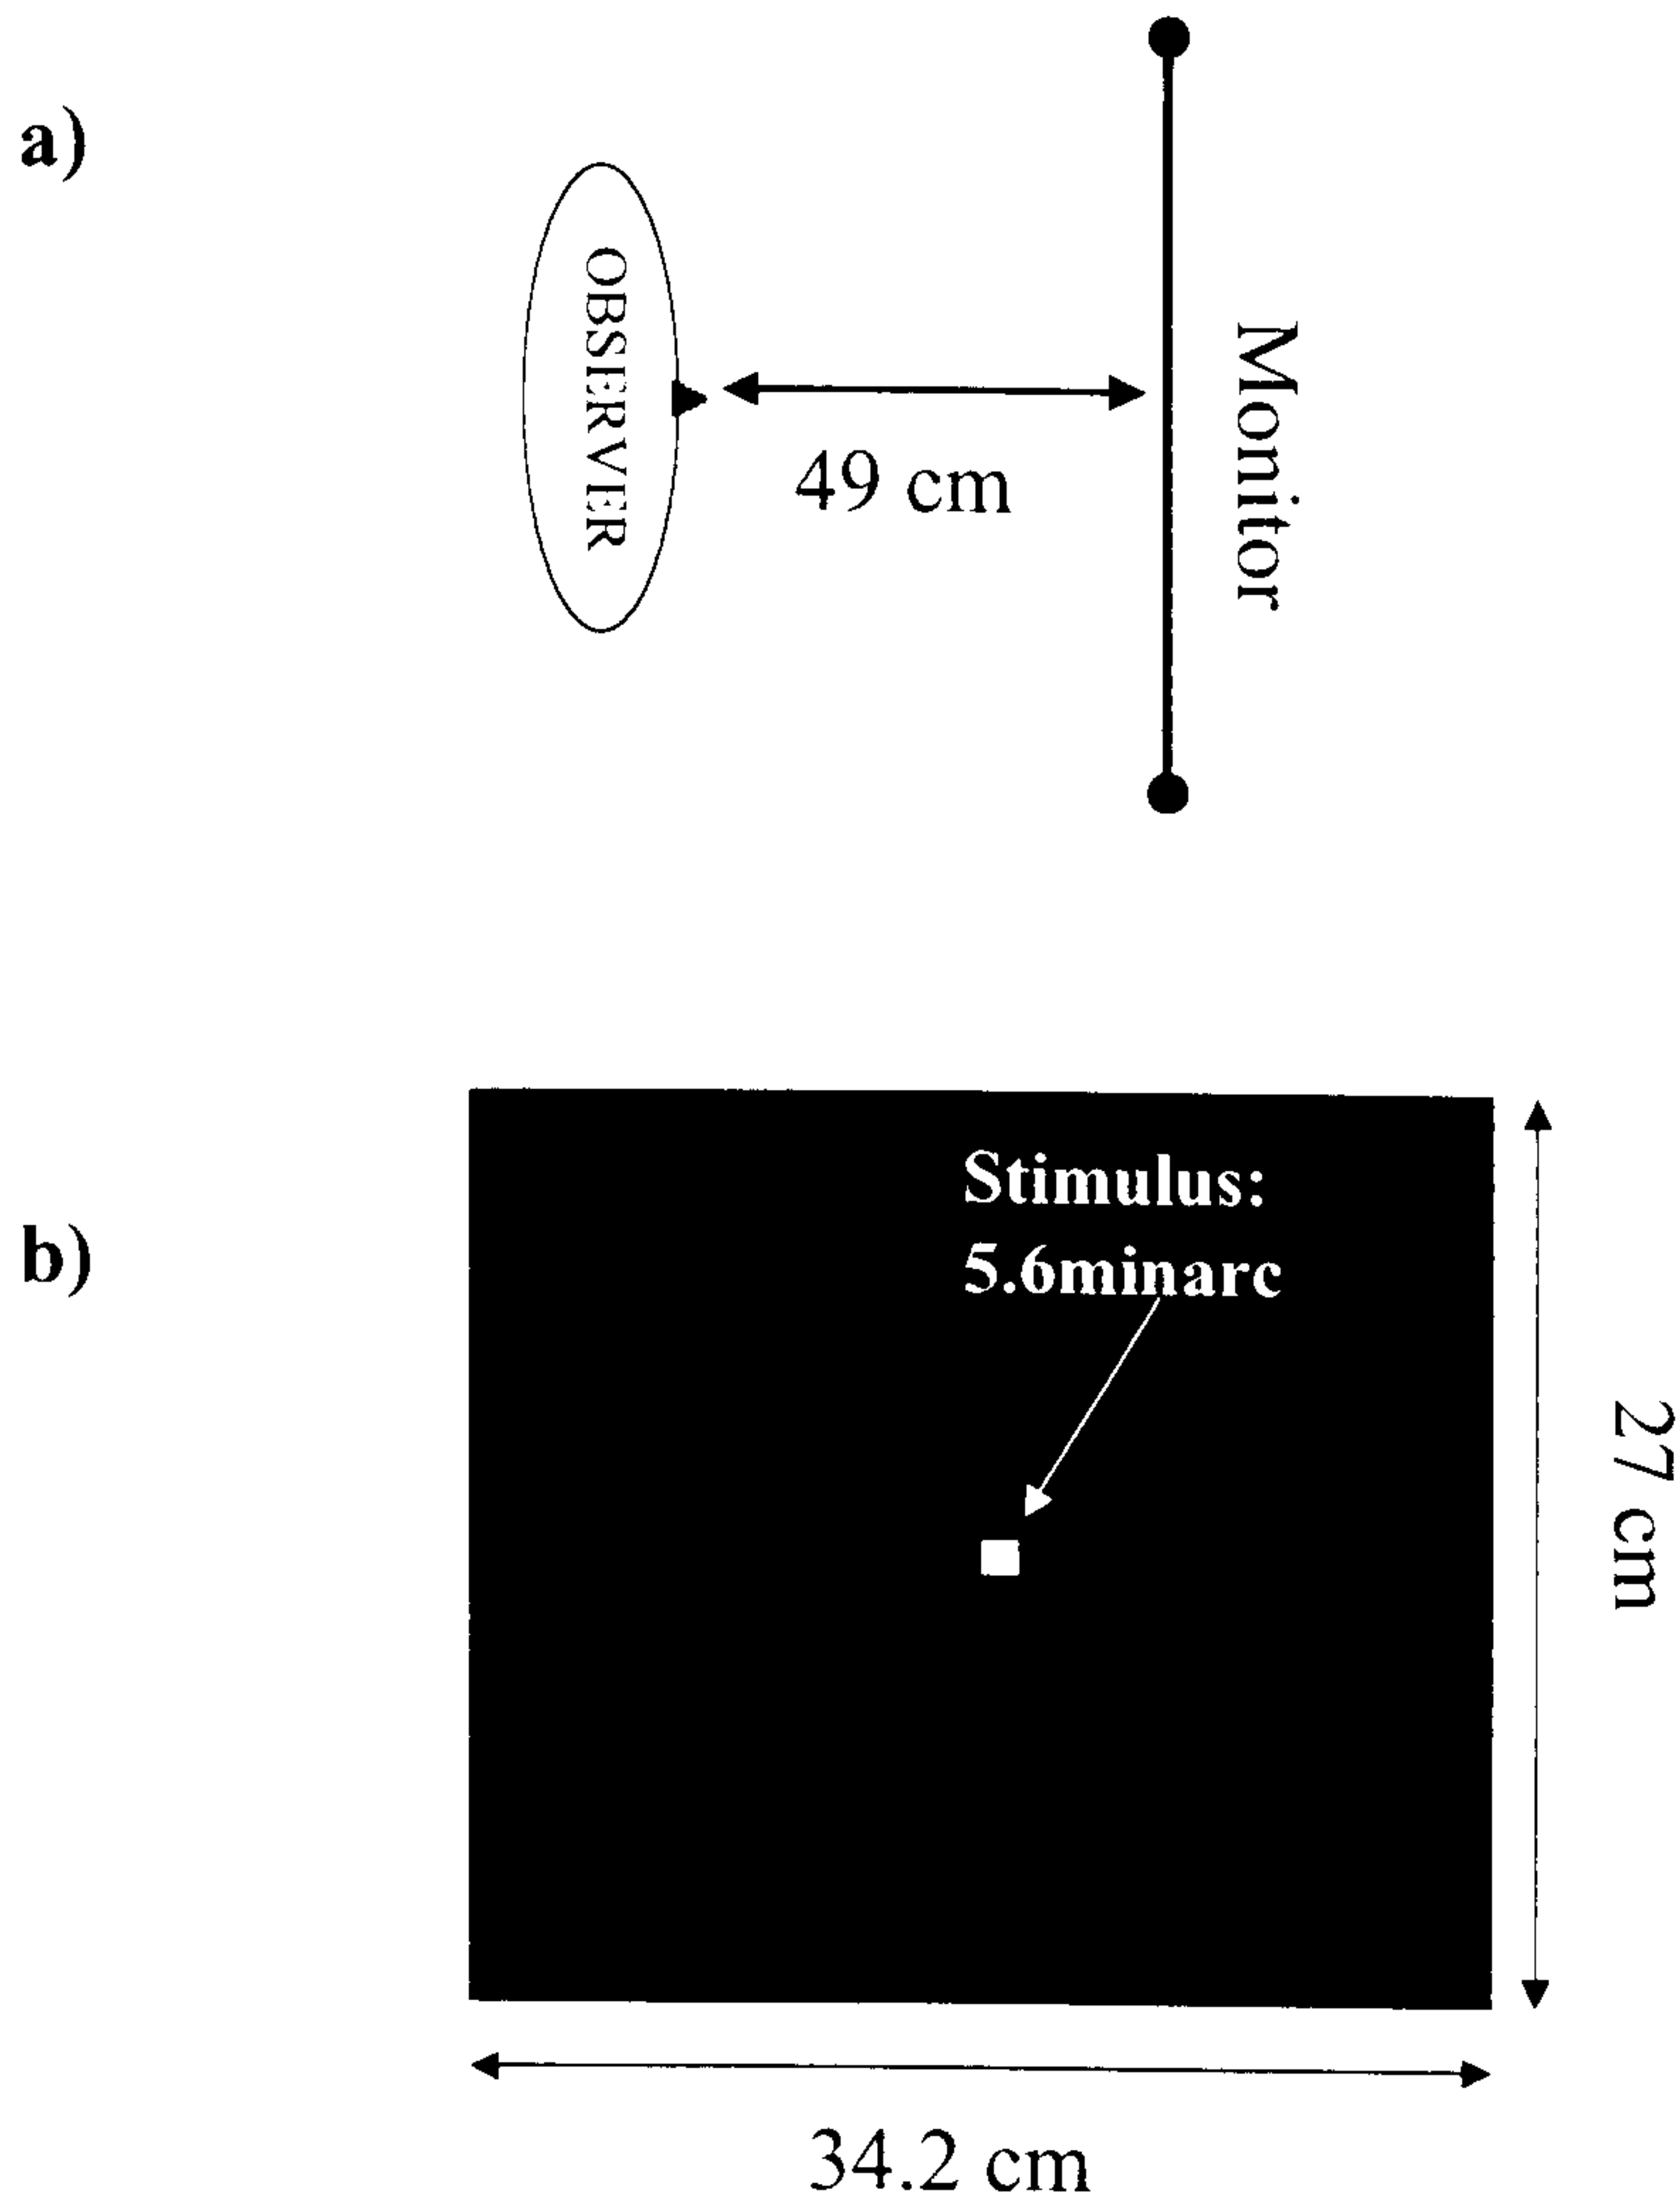 a)
OBSERVER
49 cm
Monitor
b)
Stimulus:
5.6minarc
27 cm
34.2 cm